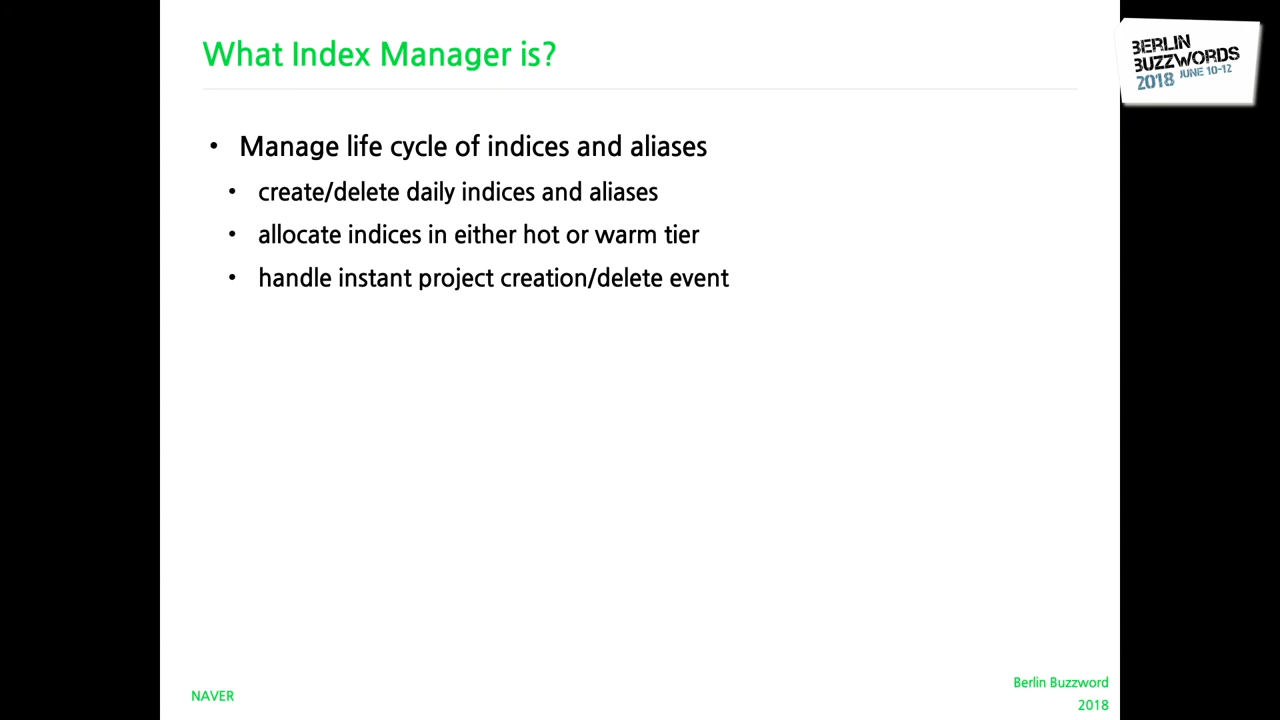 What Index Manager is?
BERLIN
BUZZWORDS
2018 JUNE 10-12
• Manage life cycle of indices and aliases
• create/delete daily indices and aliases
• allocate indices in either hot or warm tier
• handle instant project creation/delete event
NAVER
Berlin Buzzword
2018